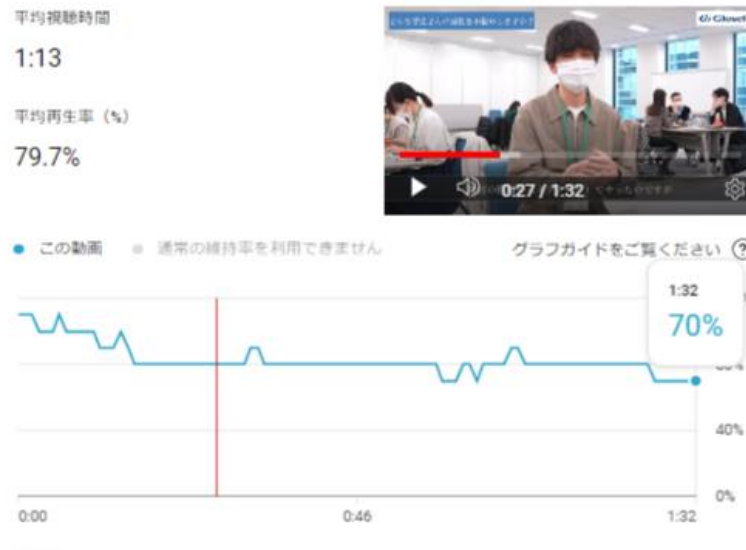 平均視聴時間
1:13
平均再生率（%）
79.7%
Glovel
0:27 / 1:32
● この動画 ● 通常の維持率を利用できません グラフガイドをご覧ください ?
1:32
70%
40%
0%
0:00 0:46 1:32